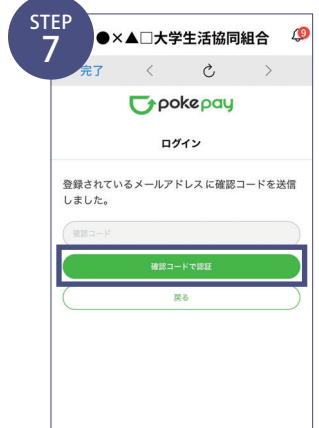 STEP
7
●×▲□大学生活協同組合
9
完了
pokepay
ログイン
登録されているメールアドレスに確認コードを送信
しました。
確認コード
確認コードで認証
戻る